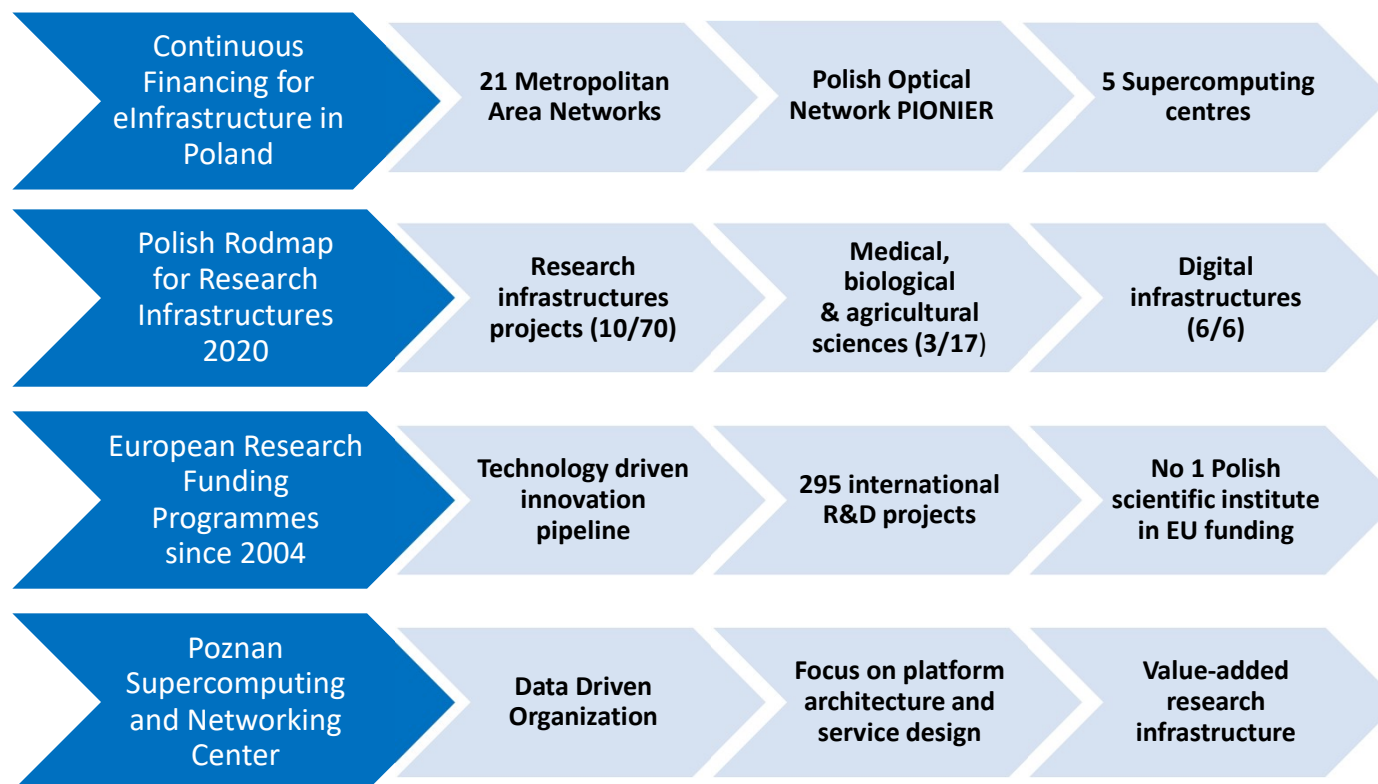 Continuous
Financing for
eInfrastructure in
Poland
21 Metropolitan
Area Networks
Polish Optical
Network PIONIER
5 Supercomputing
centres
Polish Rodmap
for Research
Infrastructures
2020
Research
infrastructures
projects (10/70)
Medical,
biological
& agricultural
sciences (3/17)
Digital
infrastructures
(6/6)
European Research
Funding
Programmes
since 2004
Technology driven
innovation
pipeline
295 international
R&D projects
No 1 Polish
scientific institute
in EU funding
Poznan
Supercomputing
and Networking
Center
Data Driven
Organization
Focus on platform
architecture and
service design
Value-added
research
infrastructure